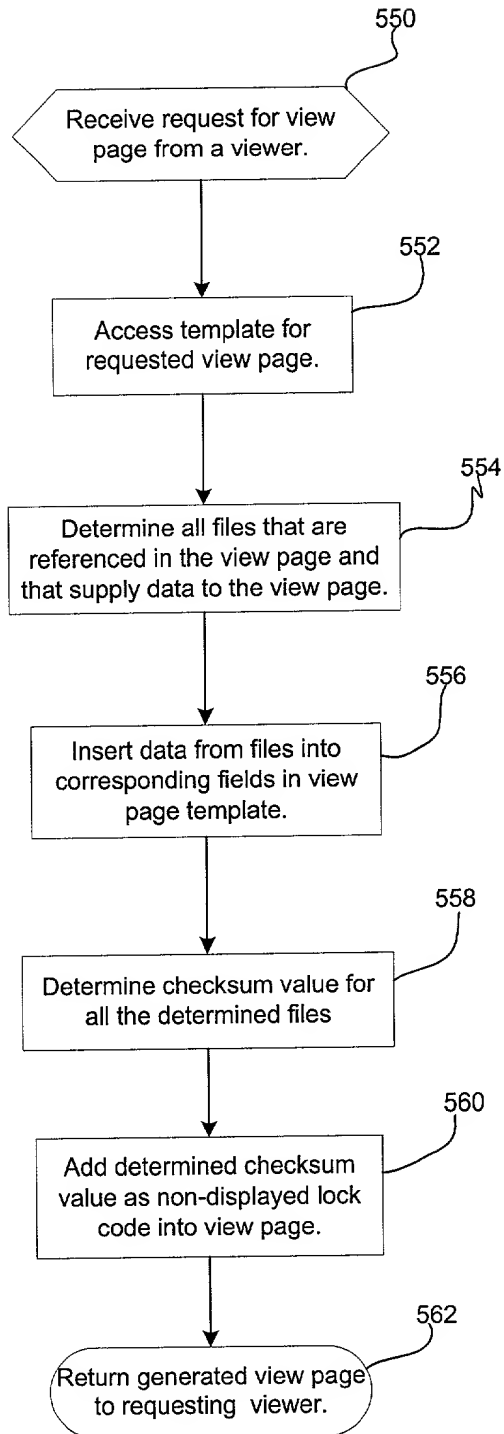 550
Receive request for view
page from a viewer.
552
Access template for
requested view page.
554
Determine all files that are
referenced in the view page and
that supply data to the view page.
556
Insert data from files into
corresponding fields in view
page template.
558
Determine checksum value for
all the determined files
560
Add determined checksum
value as non-displayed lock
code into view page.
562
Return generated view page
to requesting viewer.